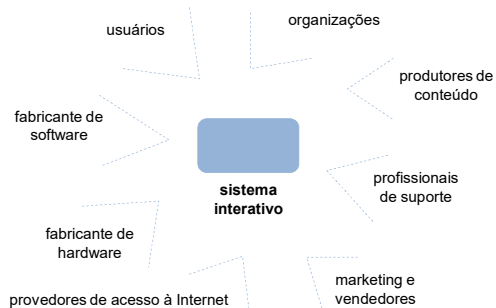 usuários
organizações
produtores de
conteúdo
fabricante de
software
sistema
interativo
profissionais
de suporte
fabricante de
hardware
provedores de acesso à Internet
marketing e
vendedores